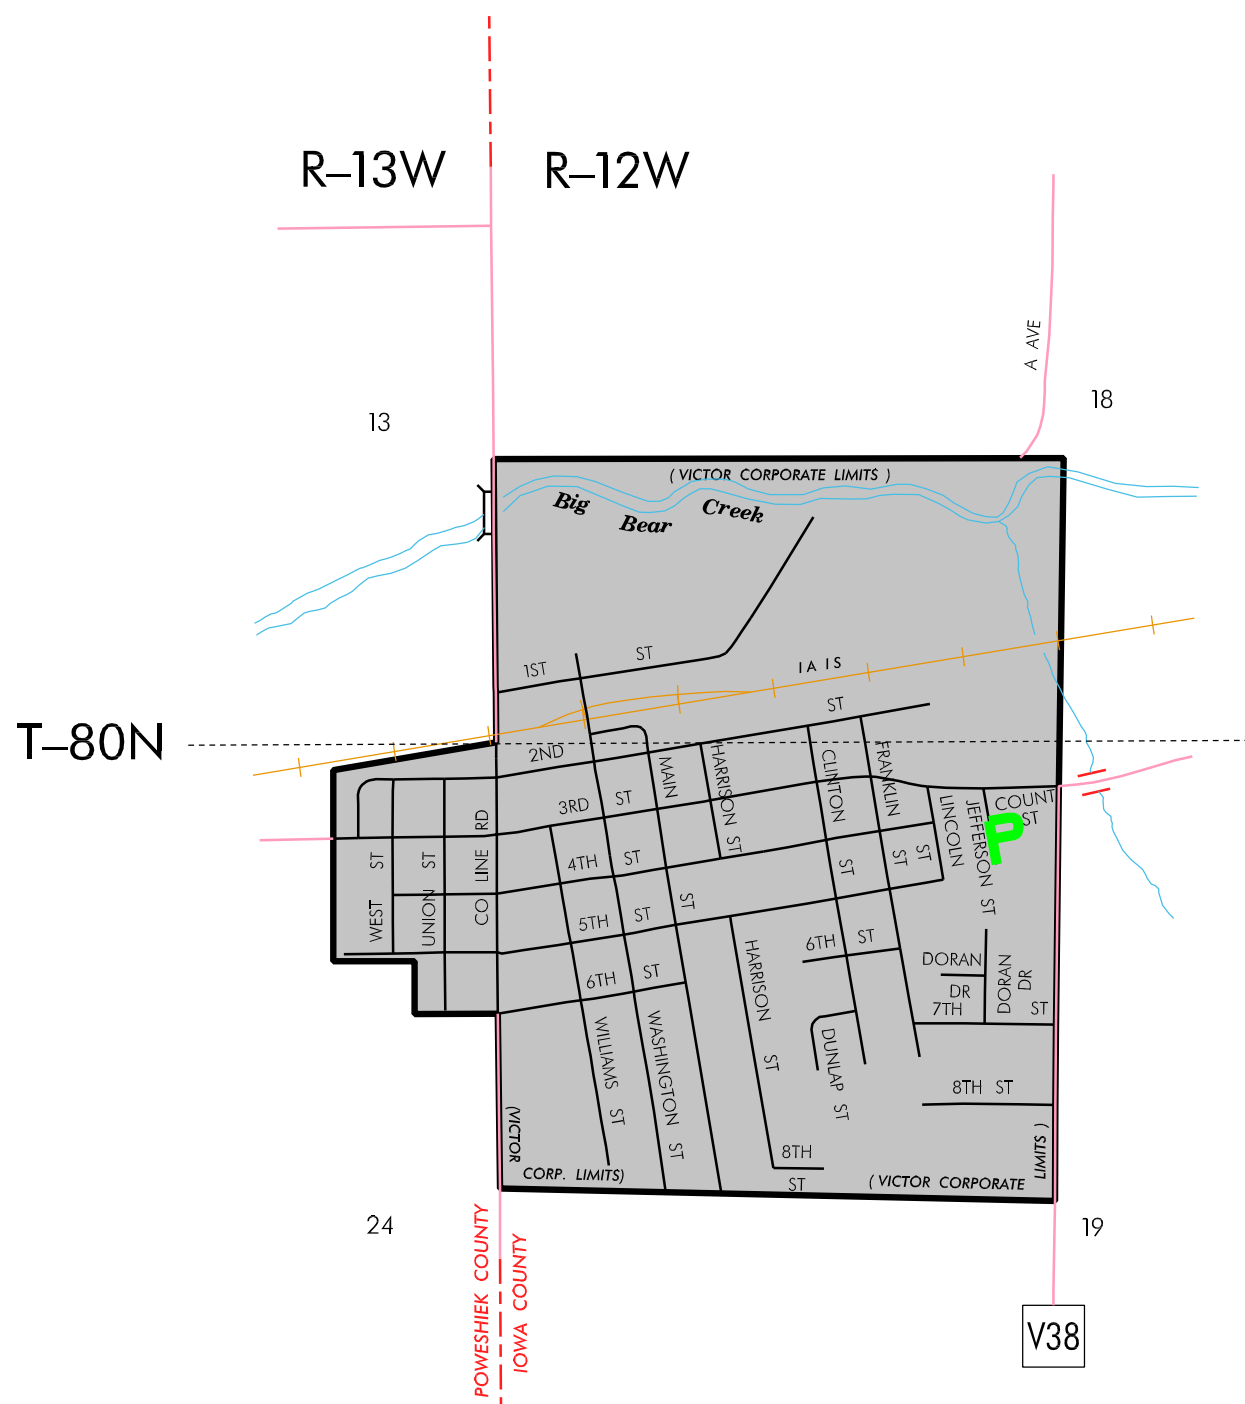 R–13W
R–12W
A AVE
13
18
( VICTOR CORPORATE LIMITS )
Big Bear Creek
1ST ST
IA IS
T–80N
2ND ST
MAIN ST
HARRISON ST
CLINTON ST
FRANKLIN ST
3RD ST
COUNT ST
LINCOLN ST
JEFFERSON ST
P
CO LINE RD
WEST ST
UNION ST
4TH ST
5TH ST
6TH ST
6TH ST
HARRISON ST
DORAN DR
DORAN DR
7TH ST
WILLIAMS ST
WASHINGTON ST
DUNLAP ST
8TH ST
8TH ST
(VICTOR
CORP. LIMITS)
( VICTOR CORPORATE
LIMITS )
24
19
POWESHIEK COUNTY
IOWA COUNTY
V38